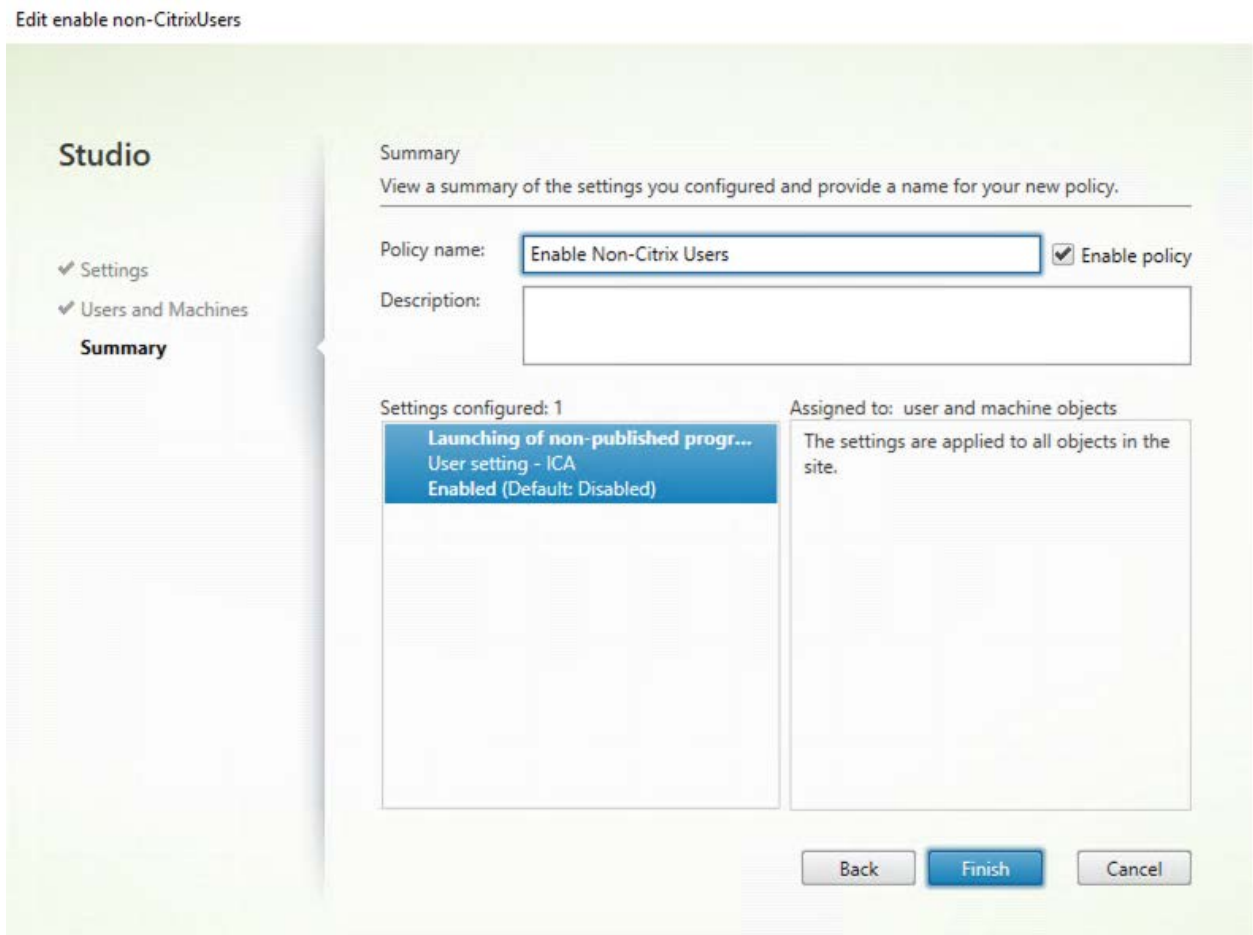 Edit enable non-CitrixUsers
Studio
Settings
Users and Machines
Summary
Summary
View a summary of the settings you configured and provide a name for your new policy.
Policy name:
Enable Non-Citrix Users
Enable policy
Description:
Settings configured: 1
Launching of non-published progr...
User setting - ICA
Enabled (Default: Disabled)
Assigned to: user and machine objects
The settings are applied to all objects in the
site.
Back
Finish
Cancel